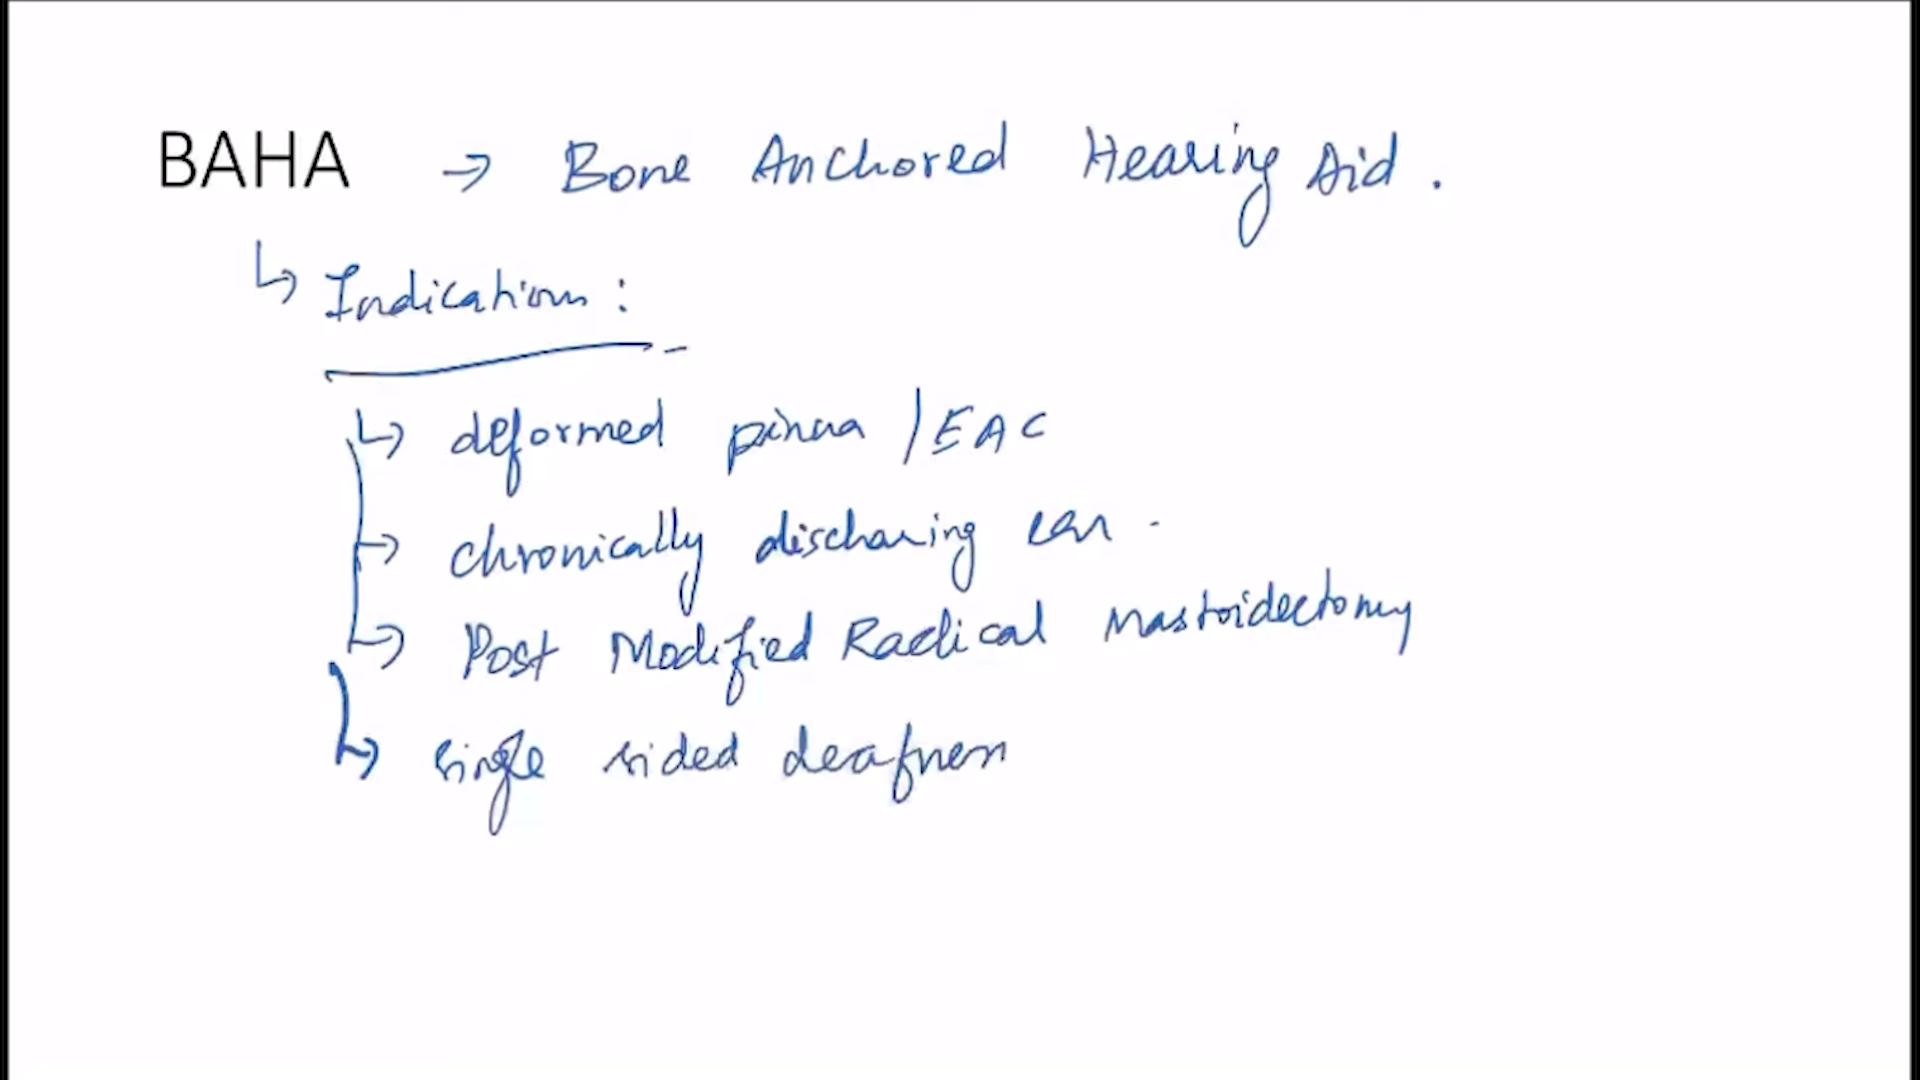 BAHA → Bone Anchored Hearing Aid.
↳ Indications:
↳ deformed pinna / EAC
→ chronically discharing ear.
↳ Post Modified Radical Mastoidectomy
↳ single sided deafness